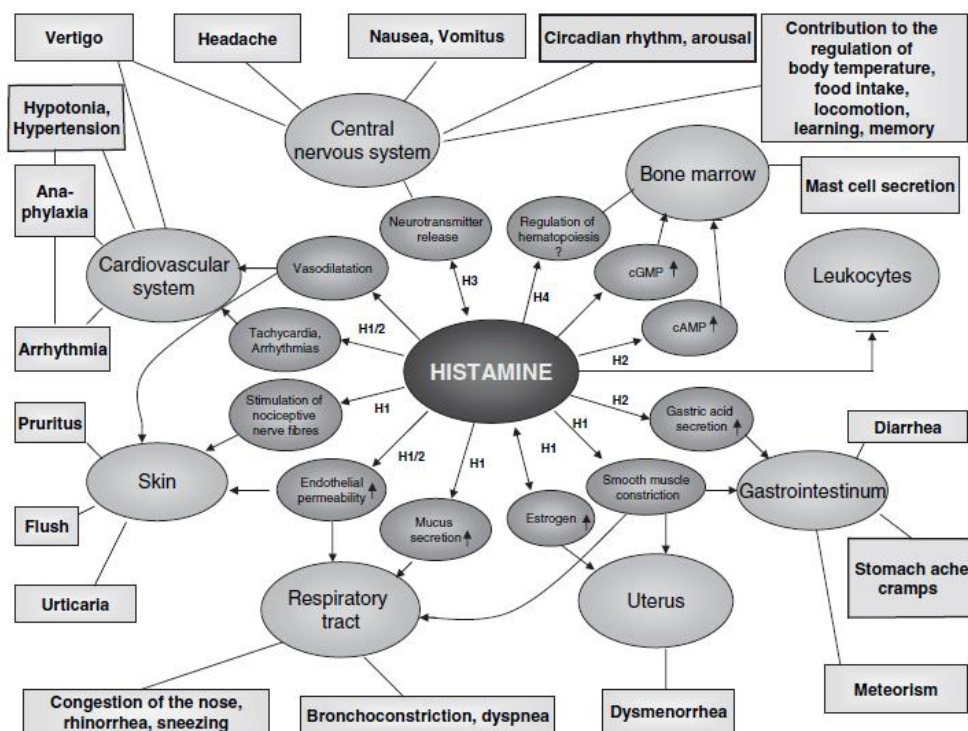 Vertigo
Headache
Nausea, Vomitus
Circadian rhythm, arousal
Contribution to the
regulation of
body temperature,
food intake,
locomotion,
learning, memory
Hypotonia,
Hypertension
Central
nervous system
Bone marrow
Mast cell secretion
Ana-
phylaxia
Neurotransmitter
release
Regulation of
hematopoiesis
?
Cardiovascular
system
Vasodilatation
H3
H4
cGMP ↑
Leukocytes
cAMP ↑
Arrhythmia
Tachycardia,
Arrhythmias
H1/2
HISTAMINE
H2
Pruritus
Stimulation of
nociceptive
nerve fibres
H1
H2
H1
Gastric acid
secretion ↑
Diarrhea
Skin
Endothelial
permeability ↑
H1/2
H1
H1
Smooth muscle
constriction
Gastrointestinum
Flush
Mucus
secretion ↑
Estrogen ↑
Stomach ache
cramps
Urticaria
Respiratory
tract
Uterus
Meteorism
Congestion of the nose,
rhinorrhea, sneezing
Bronchoconstriction, dyspnea
Dysmenorrhea